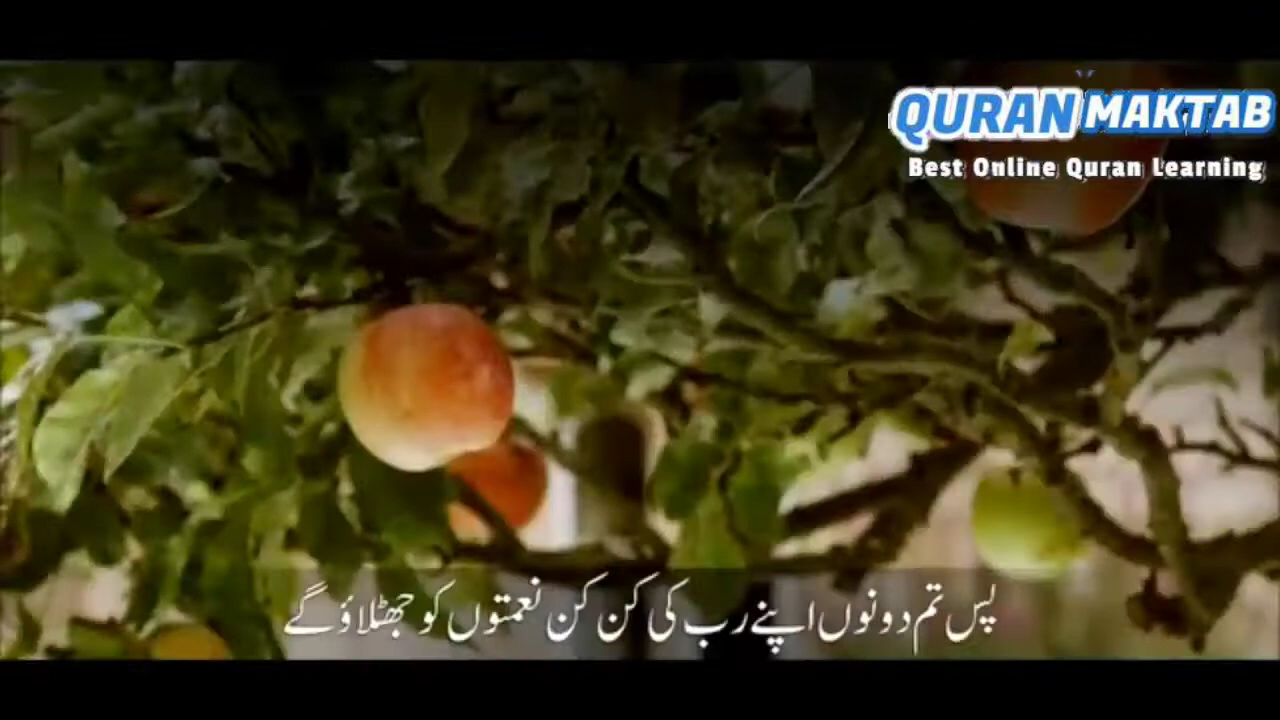 QURAN MAKTAB
Best Online Quran Learning
پس تم دونوں اپنے رب کی کن کن نعمتوں کو جھٹلاؤ گے